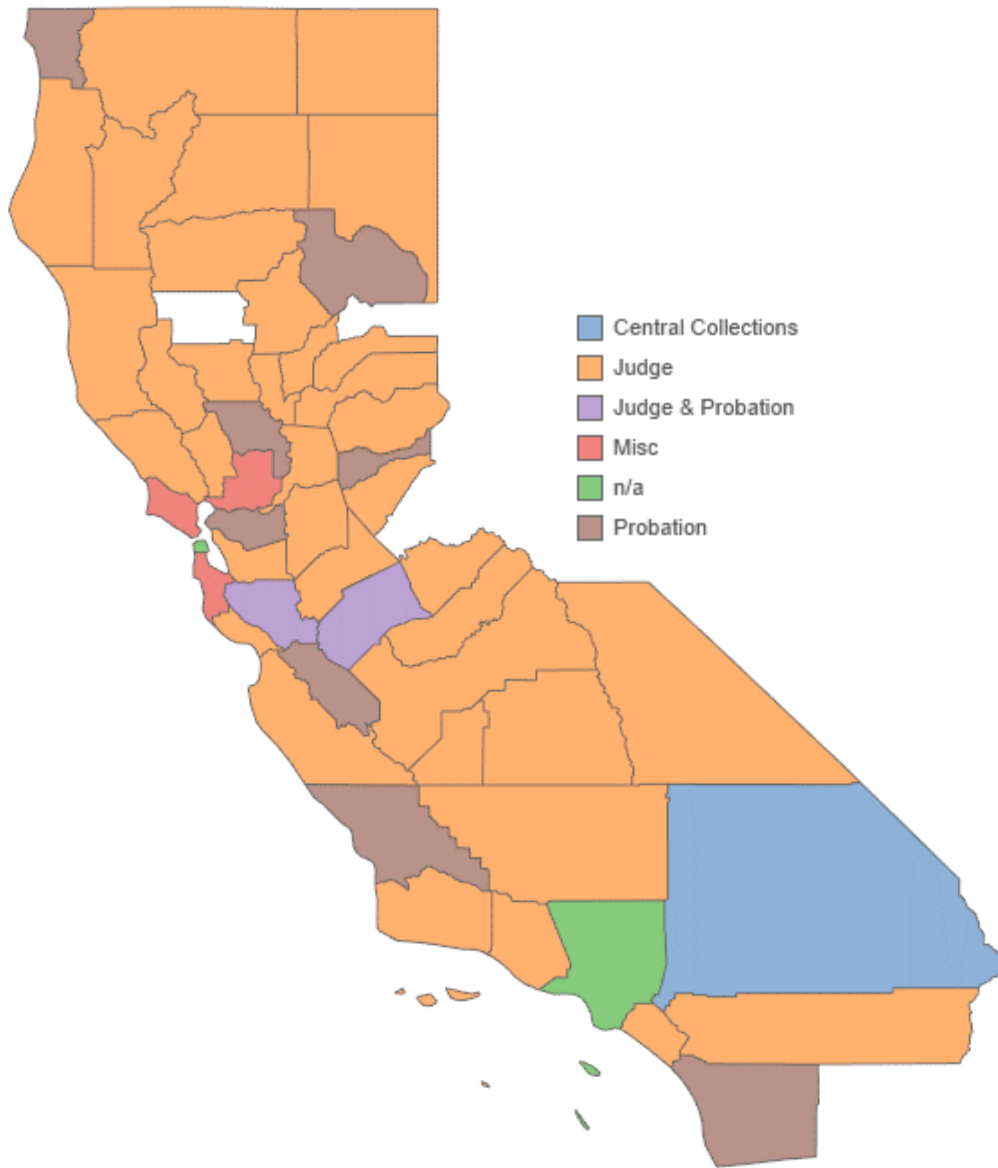 Central Collections
Judge
Judge & Probation
Misc
n/a
Probation